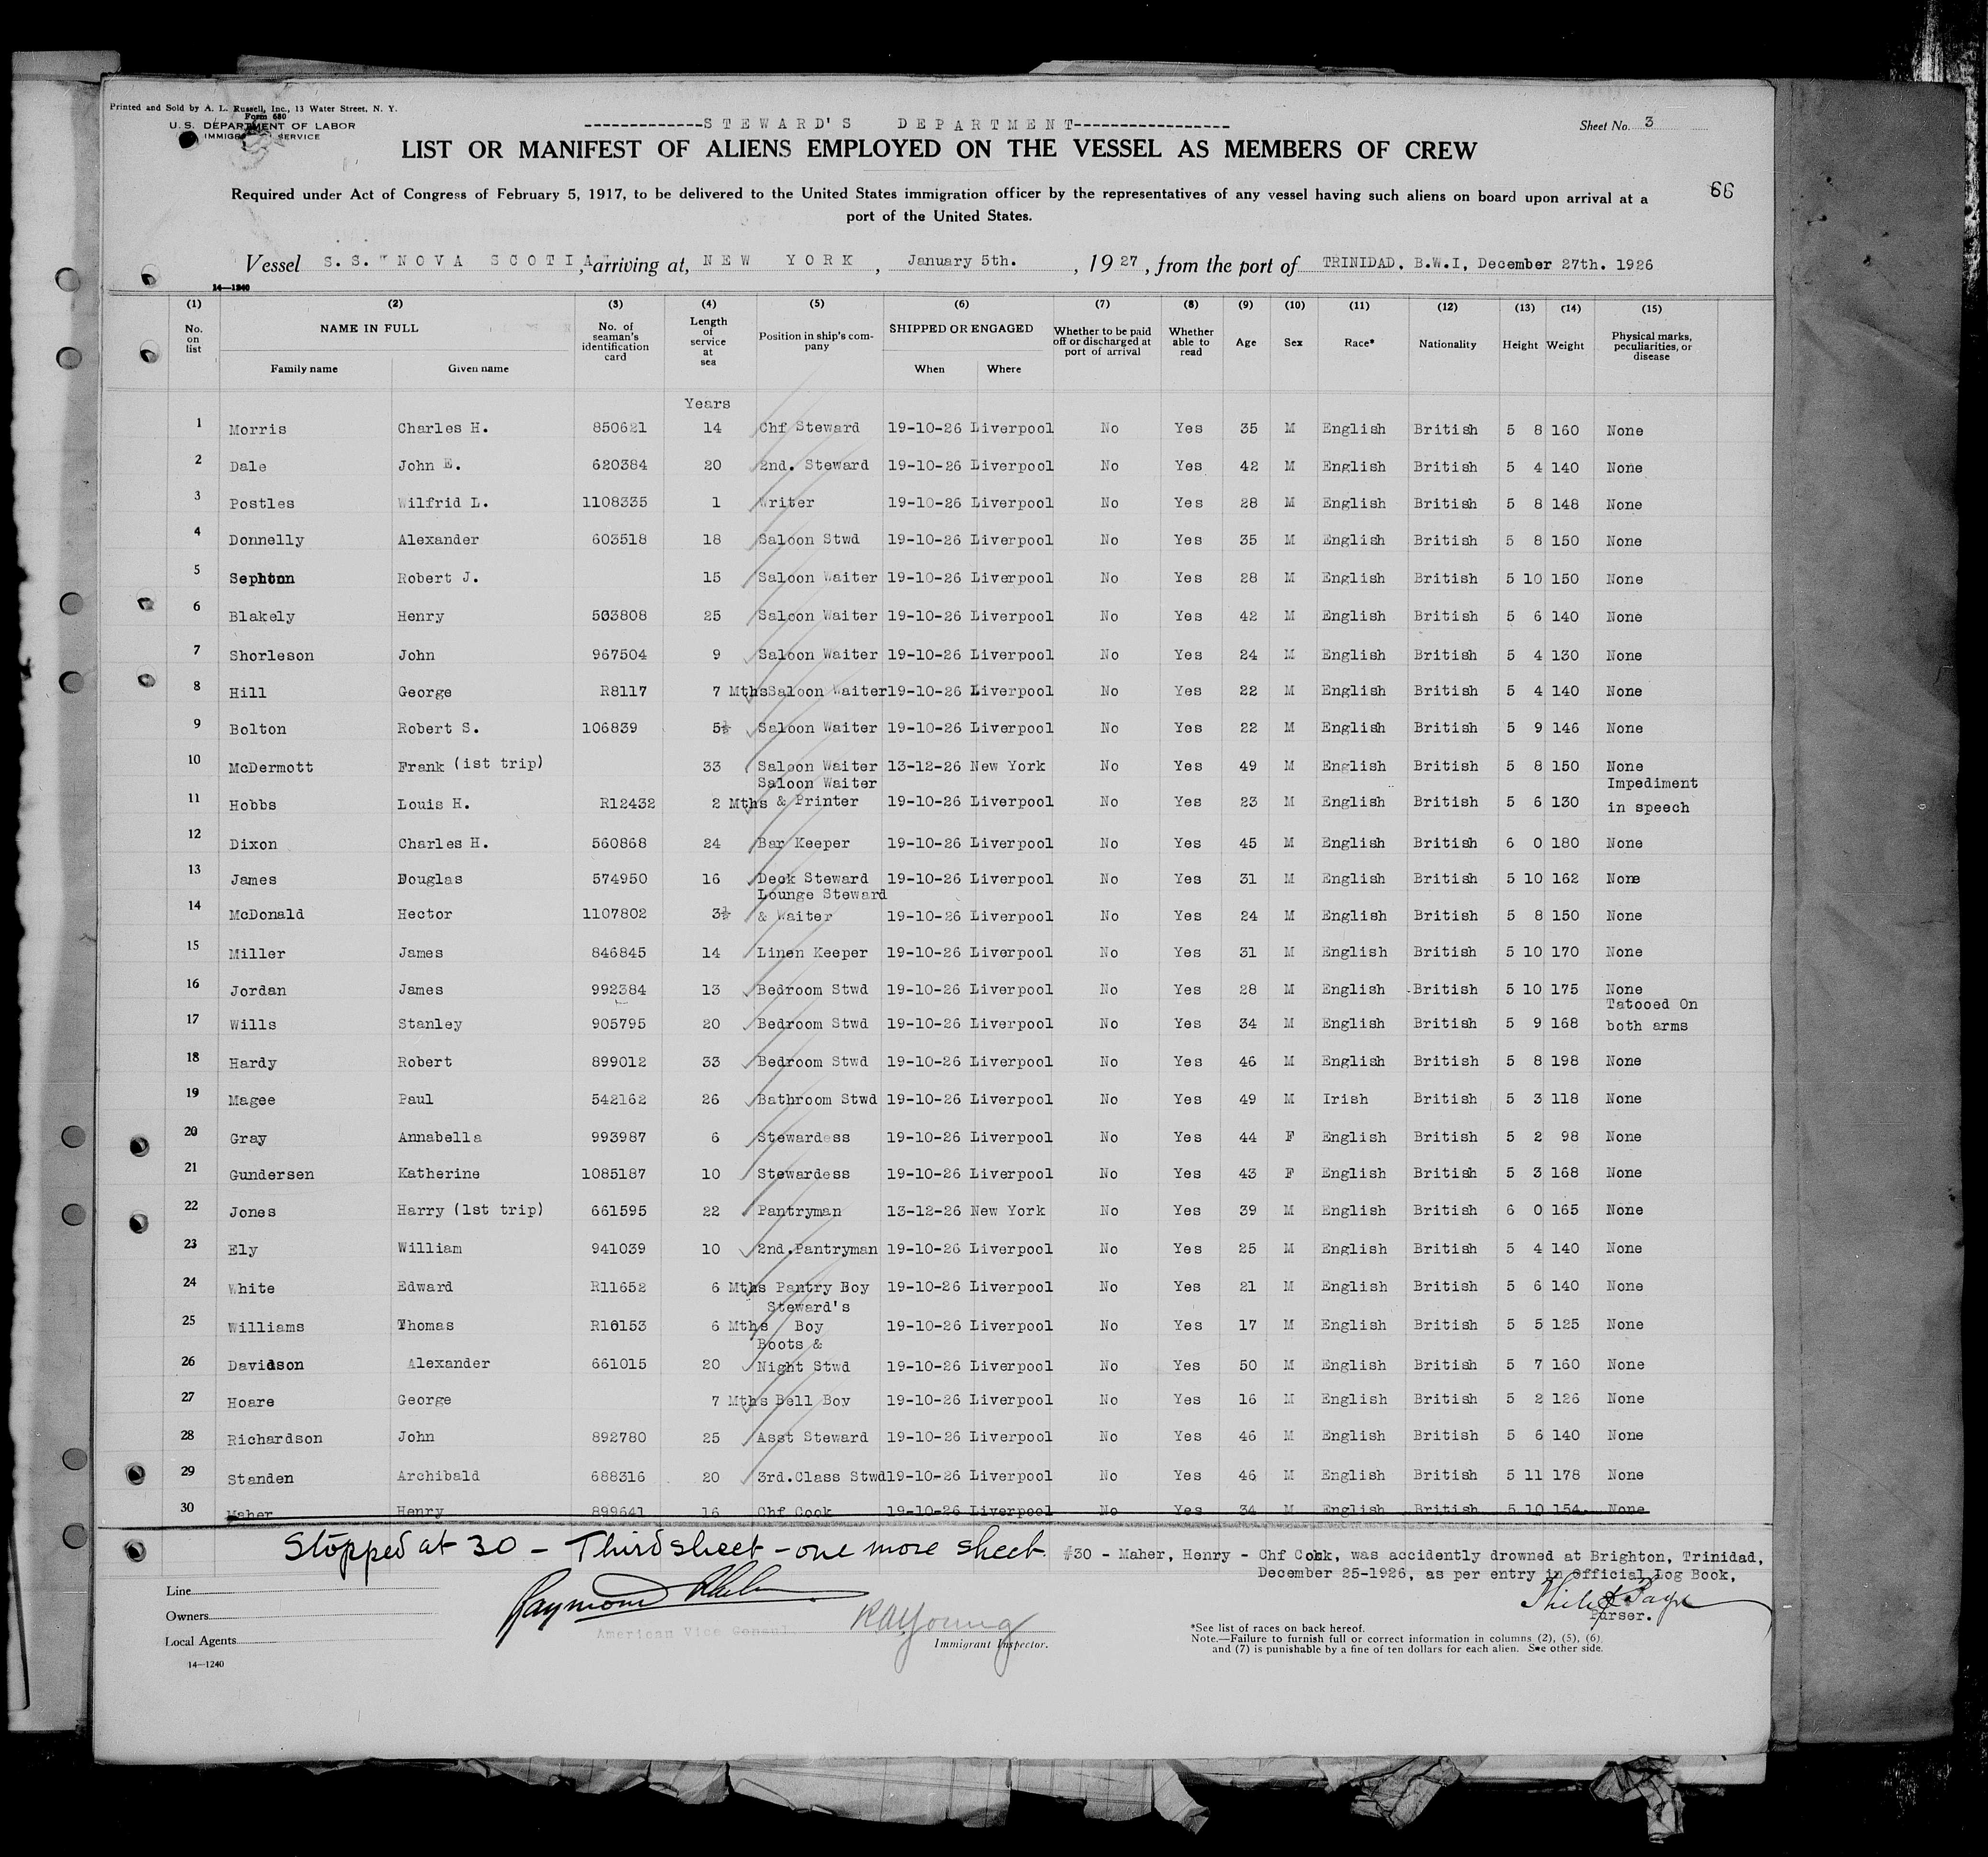 Printed and Sold by A. L. Russell, Inc., 13 Water Street, N. Y.
Form 680
U. S. DEPARTMENT OF LABOR
IMMIGRATION SERVICE
STEWARD'S DEPARTMENT
Sheet No. 3
LIST OR MANIFEST OF ALIENS EMPLOYED ON THE VESSEL AS MEMBERS OF CREW
66
Required under Act of Congress of February 5, 1917, to be delivered to the United States immigration officer by the representatives of any vessel having such aliens on board upon arrival at a
port of the United States.
Vessel S.S. "NOVA SCOTIA", arriving at, NEW YORK, January 5th., 1927, from the port of TRINIDAD, B.W.I, December 27th. 1926
14—1240
(1) (2) (3) (4) (5) (6) (7) (8) (9) (10) (11) (12) (13) (14) (15)
No. on list NAME IN FULL Family name Given name No. of seaman's identification card Length of service at sea Position in ship's company SHIPPED OR ENGAGED When Where Whether to be paid off or discharged at port of arrival Whether able to read Age Sex Race* Nationality Height Weight Physical marks, peculiarities, or disease
Years
1 Morris Charles H. 850621 14 Chf Steward 19-10-26 Liverpool No Yes 35 M English British 5 8 160 None
2 Dale John E. 620384 20 2nd. Steward 19-10-26 Liverpool No Yes 42 M English British 5 4 140 None
3 Postles Wilfrid L. 1108335 1 Writer 19-10-26 Liverpool No Yes 28 M English British 5 8 148 None
4 Donnelly Alexander 603518 18 Saloon Stwd 19-10-26 Liverpool No Yes 35 M English British 5 8 150 None
5 Sephton Robert J. 15 Saloon Waiter 19-10-26 Liverpool No Yes 28 M English British 5 10 150 None
6 Blakely Henry 503808 25 Saloon Waiter 19-10-26 Liverpool No Yes 42 M English British 5 6 140 None
7 Shorleson John 967504 9 Saloon Waiter 19-10-26 Liverpool No Yes 24 M English British 5 4 130 None
8 Hill George R8117 7 Mths Saloon Waiter 19-10-26 Liverpool No Yes 22 M English British 5 4 140 None
9 Bolton Robert S. 106839 5½ Saloon Waiter 19-10-26 Liverpool No Yes 22 M English British 5 9 146 None
10 McDermott Frank (ist trip) 33 Saloon Waiter 13-12-26 New York No Yes 49 M English British 5 8 150 None
11 Hobbs Louis H. R12432 2 Mths Saloon Waiter & Printer 19-10-26 Liverpool No Yes 23 M English British 5 6 130 Impediment in speech
12 Dixon Charles H. 560868 24 Bar Keeper 19-10-26 Liverpool No Yes 45 M English British 6 0 180 None
13 James Douglas 574950 16 Deck Steward 19-10-26 Liverpool No Yes 31 M English British 5 10 162 None
14 McDonald Hector 1107802 3½ Lounge Steward & Waiter 19-10-26 Liverpool No Yes 24 M English British 5 8 150 None
15 Miller James 846845 14 Linen Keeper 19-10-26 Liverpool No Yes 31 M English British 5 10 170 None
16 Jordan James 992384 13 Bedroom Stwd 19-10-26 Liverpool No Yes 28 M English British 5 10 175 None
17 Wills Stanley 905795 20 Bedroom Stwd 19-10-26 Liverpool No Yes 34 M English British 5 9 168 Tatooed On both arms
18 Hardy Robert 899012 33 Bedroom Stwd 19-10-26 Liverpool No Yes 46 M English British 5 8 198 None
19 Magee Paul 542162 26 Bathroom Stwd 19-10-26 Liverpool No Yes 49 M Irish British 5 3 118 None
20 Gray Annabella 993987 6 Stewardess 19-10-26 Liverpool No Yes 44 F English British 5 2 98 None
21 Gundersen Katherine 1085187 10 Stewardess 19-10-26 Liverpool No Yes 43 F English British 5 3 168 None
22 Jones Harry (1st trip) 661595 22 Pantryman 13-12-26 New York No Yes 39 M English British 6 0 165 None
23 Ely William 941039 10 2nd.Pantryman 19-10-26 Liverpool No Yes 25 M English British 5 4 140 None
24 White Edward R11652 6 Mths Pantry Boy 19-10-26 Liverpool No Yes 21 M English British 5 6 140 None
25 Williams Thomas R10153 6 Mths Steward's Boy 19-10-26 Liverpool No Yes 17 M English British 5 5 125 None
26 Davidson Alexander 661015 20 Boots & Night Stwd 19-10-26 Liverpool No Yes 50 M English British 5 7 160 None
27 Hoare George 7 Mths Bell Boy 19-10-26 Liverpool No Yes 16 M English British 5 2 126 None
28 Richardson John 892780 25 Asst Steward 19-10-26 Liverpool No Yes 46 M English British 5 6 140 None
29 Standen Archibald 688316 20 3rd.Class Stwd 19-10-26 Liverpool No Yes 46 M English British 5 11 178 None
30 Maher Henry 899641 16 Chf Cook 19-10-26 Liverpool No Yes 34 M English British 5 10 154 None
Stopped at 30 - Third sheet - one more sheet.
#30 - Maher, Henry - Chf Cook, was accidently drowned at Brighton, Trinidad,
December 25-1926, as per entry in Official Log Book,
Line
Owners
Local Agents
14—1240
Raymond
American Vice Consul
RA Young
Immigrant Inspector.
Purser.
*See list of races on back hereof.
Note.—Failure to furnish full or correct information in columns (2), (5), (6)
and (7) is punishable by a fine of ten dollars for each alien. See other side.